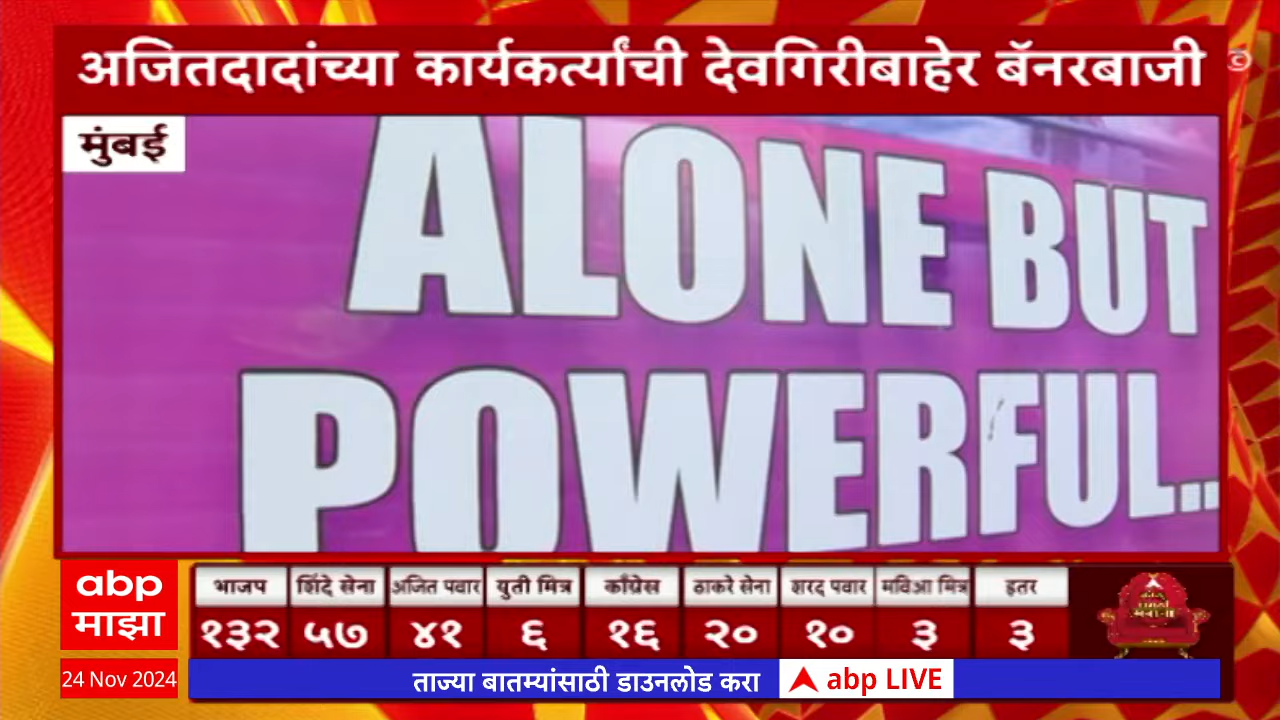 अजितदादांच्या कार्यकर्त्यांची देवगिरीबाहेर बॅनरबाजी
मुंबई
ALONE BUT
POWERFUL..
abp
माझा
भाजप शिंदे सेना अजित पवार युती मित्र काँग्रेस ठाकरे सेना शरद पवार मविआ मित्र इतर
१३२ ५७ ४१ ६ १६ २० १० ३ ३
24 Nov 2024
ताज्या बातम्यांसाठी डाउनलोड करा abp LIVE